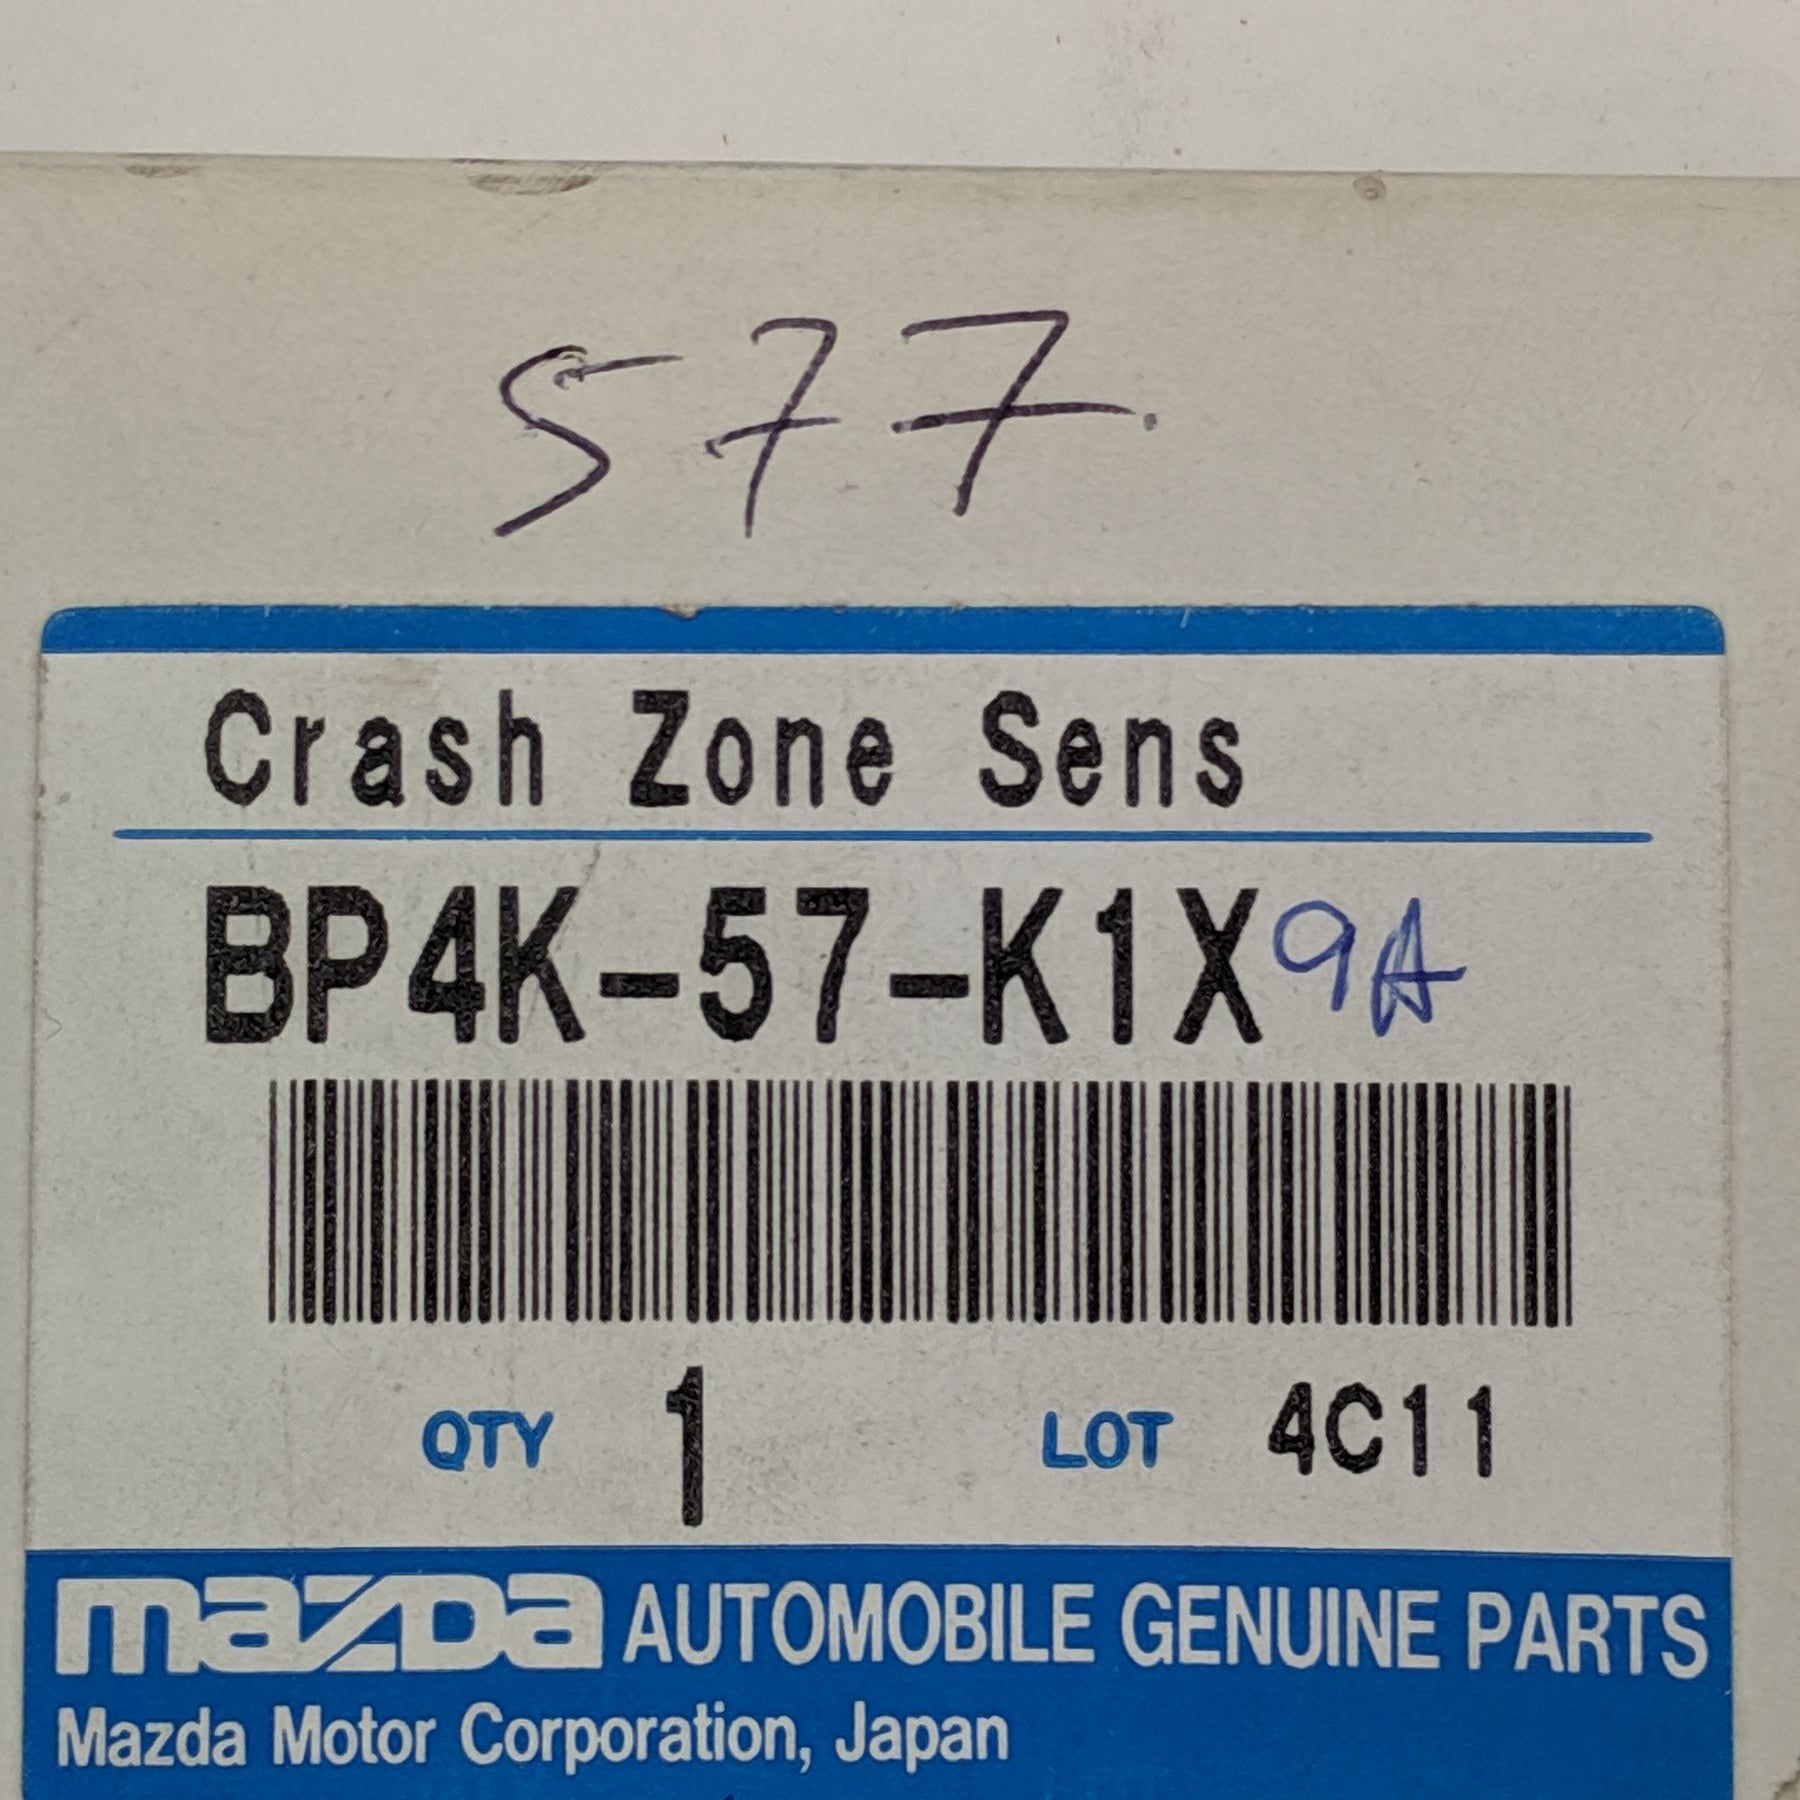 577.
Crash Zone Sens
BP4K-57-K1X9A
QTY 1 LOT 4C11
mazda AUTOMOBILE GENUINE PARTS
Mazda Motor Corporation, Japan